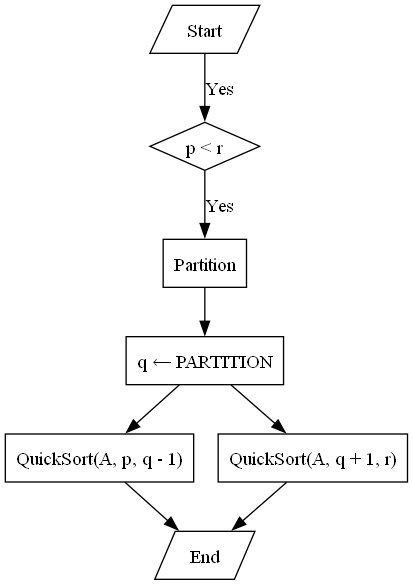 Start
Yes
p < r
Yes
Partition
q ← PARTITION
QuickSort(A, p, q - 1)
QuickSort(A, q + 1, r)
End